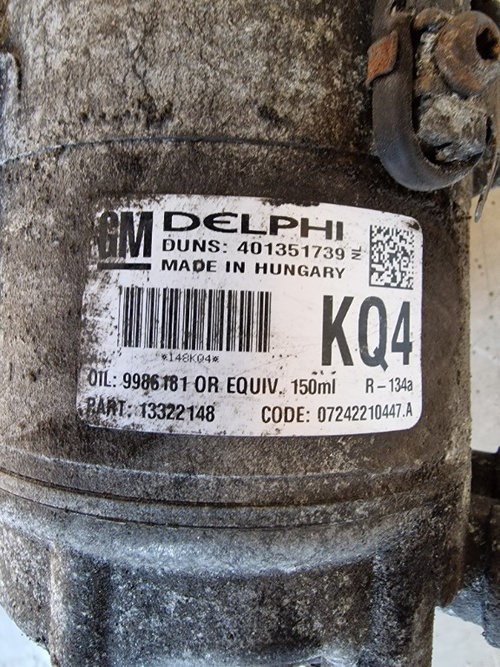 GM DELPHI
DUNS: 401351739 NL
MADE IN HUNGARY
KQ4
*148KQ4*
OIL: 9986181 OR EQUIV. 150ml R-134a
PART: 13322148 CODE: 07242210447.A